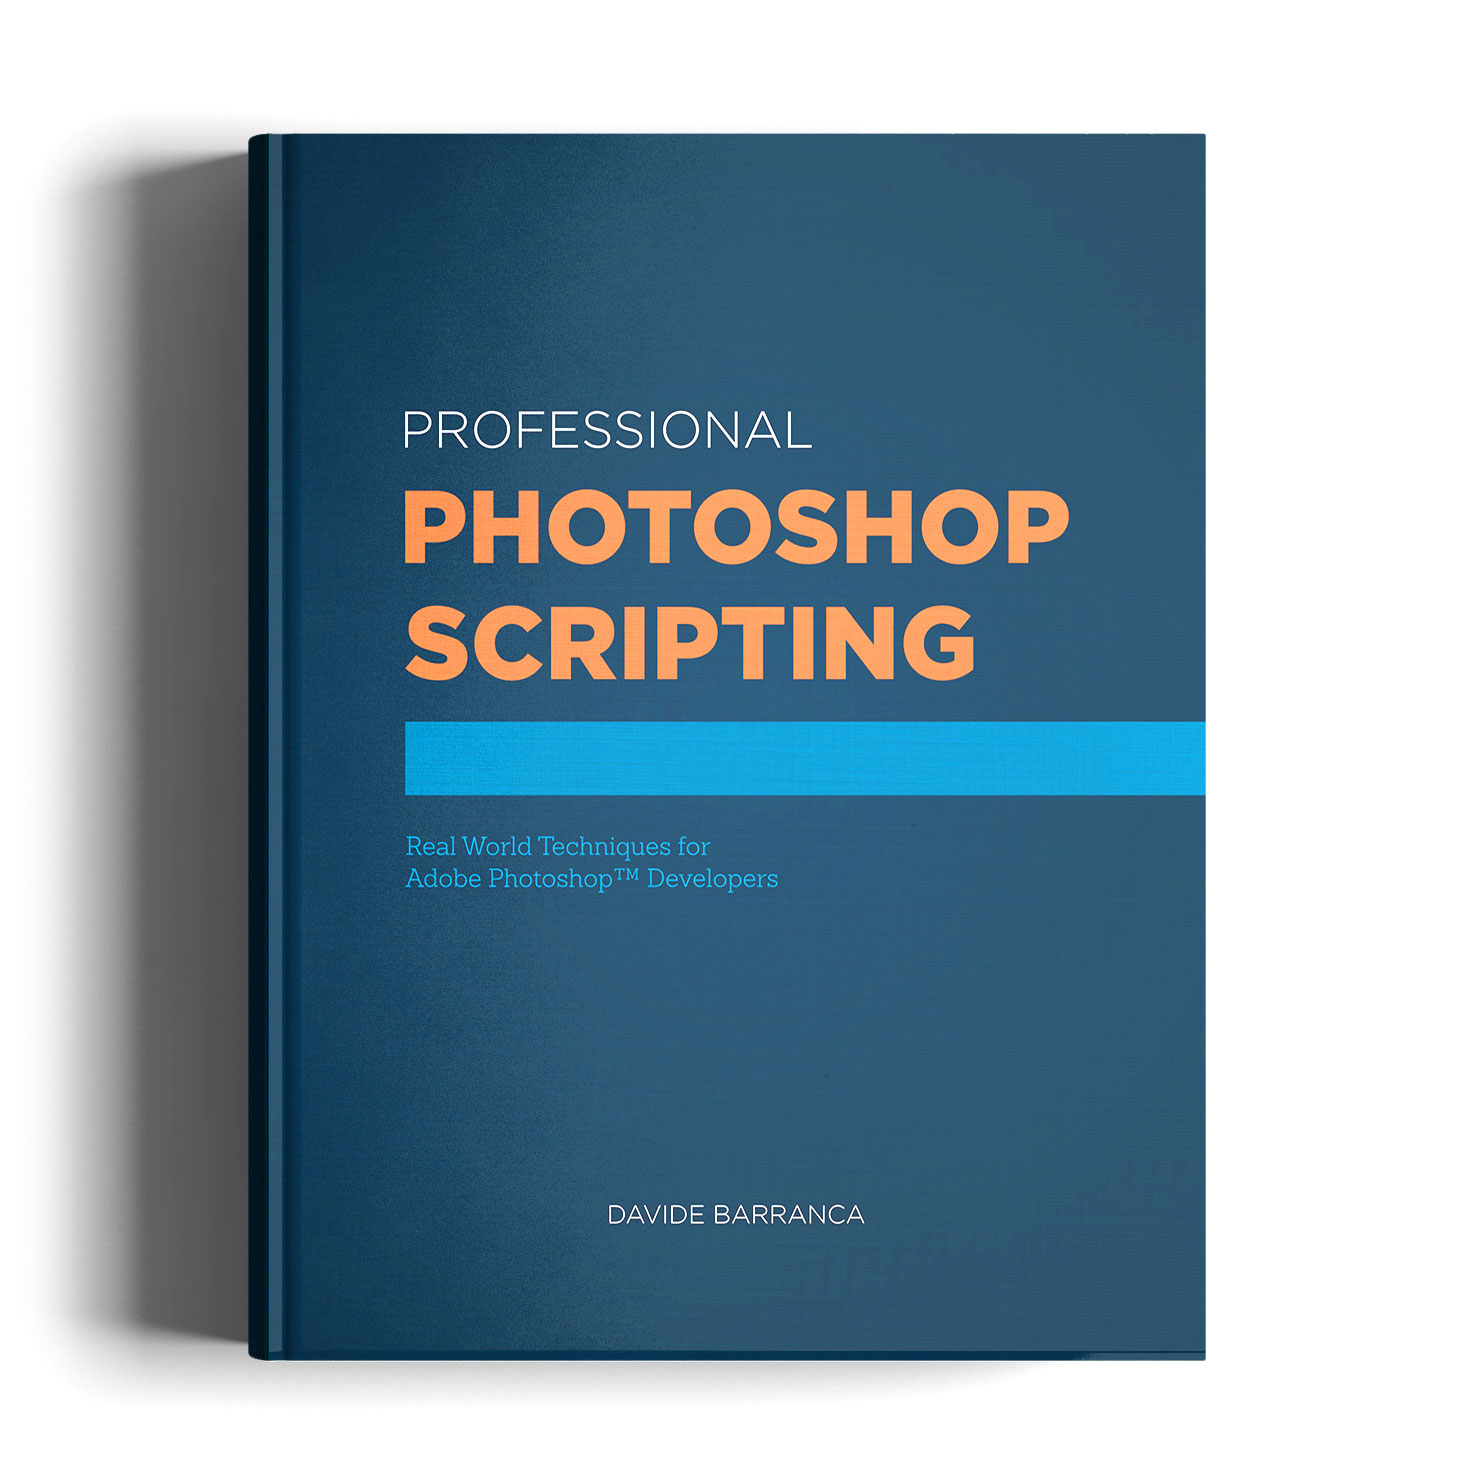 PROFESSIONAL
PHOTOSHOP
SCRIPTING
Real World Techniques for
Adobe Photoshop™ Developers
DAVIDE BARRANCA